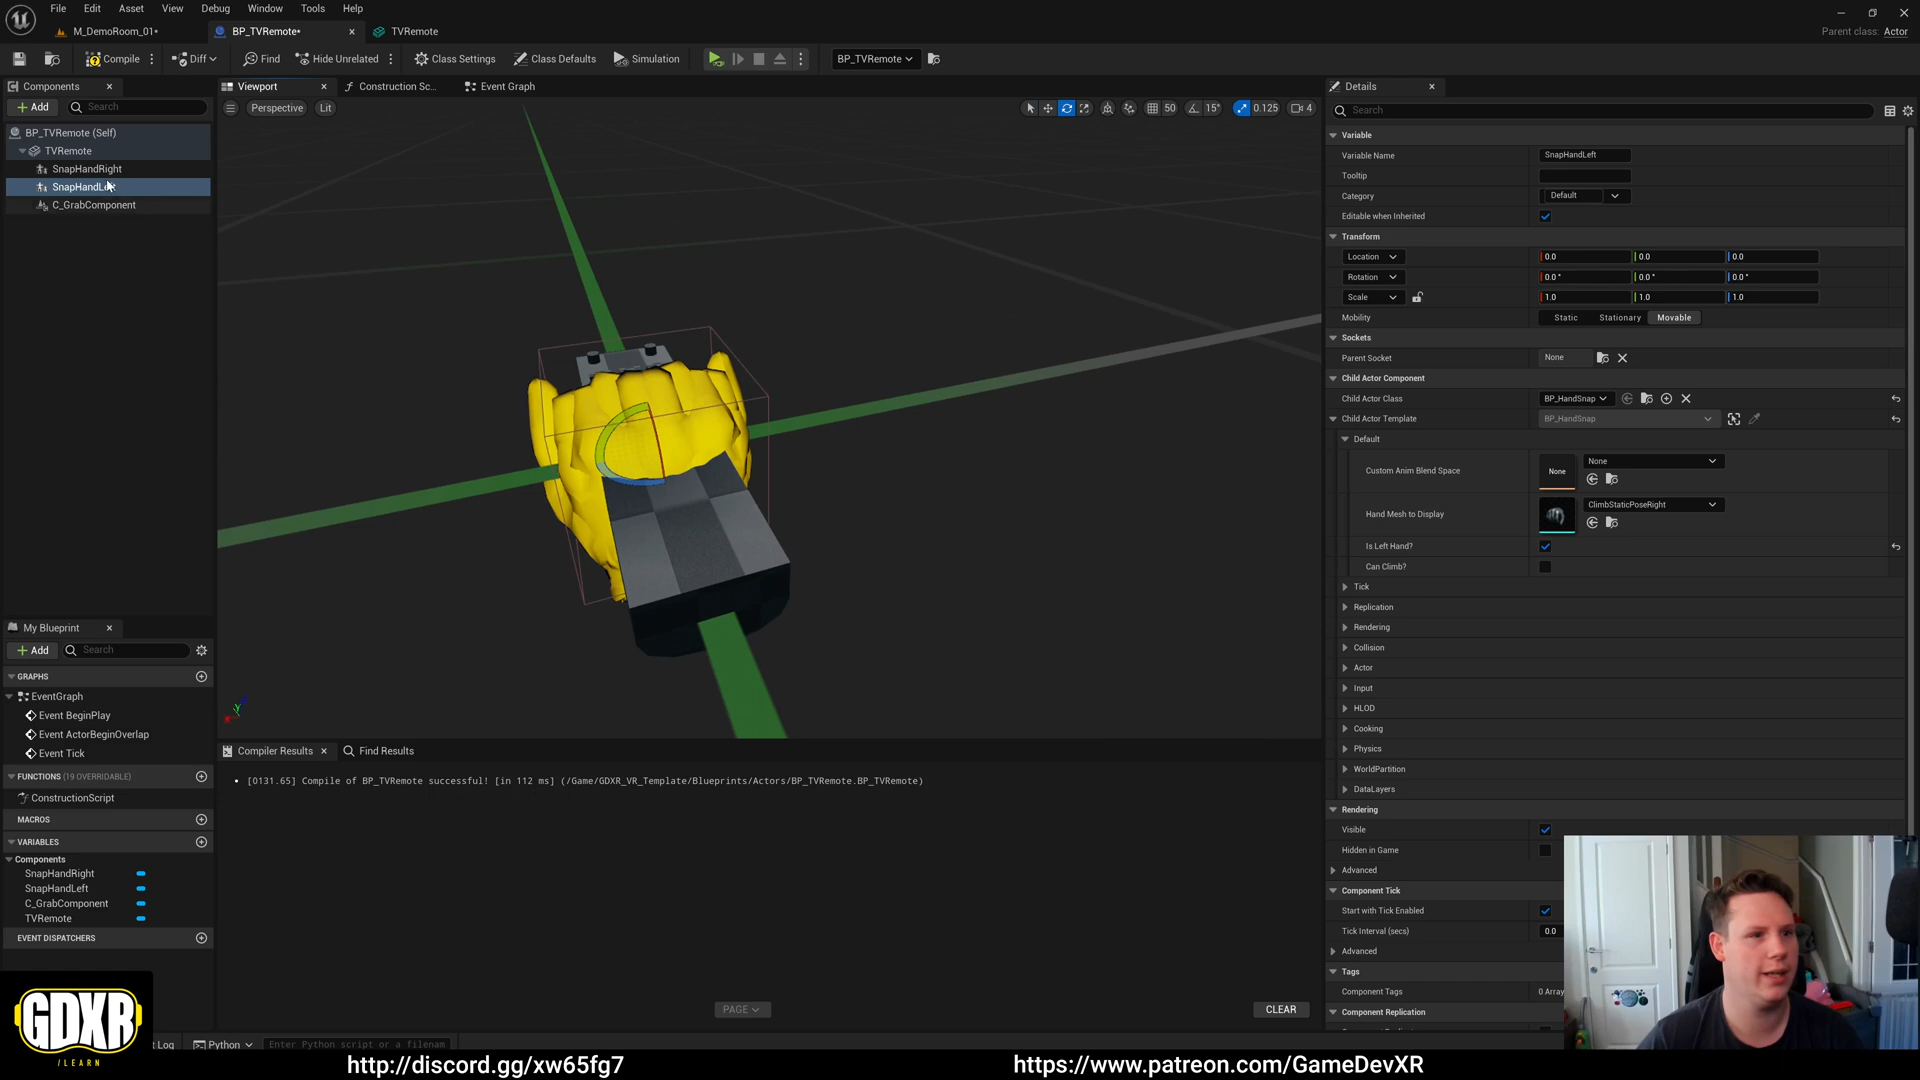 File Edit Asset View Debug Window Tools Help
M_DemoRoom_01*
BP_TVRemote*
TVRemote
Parent class: Actor
Compile
Diff
Find
Hide Unrelated
Class Settings
Class Defaults
Simulation
BP_TVRemote
Components
Viewport
Construction Sc...
Event Graph
Details
Add
Search
Perspective
Lit
50
15°
0.125
4
Search
BP_TVRemote (Self)
TVRemote
SnapHandRight
SnapHandLeft
C_GrabComponent
Variable
Variable Name
SnapHandLeft
Tooltip
Category
Default
Editable when Inherited
Transform
Location
0.0 0.0 0.0
Rotation
0.0 ° 0.0 ° 0.0 °
Scale
1.0 1.0 1.0
Mobility
Static Stationary Movable
Sockets
Parent Socket
None
Child Actor Component
Child Actor Class
BP_HandSnap
Child Actor Template
BP_HandSnap
Default
Custom Anim Blend Space
None
None
Hand Mesh to Display
ClimbStaticPoseRight
Is Left Hand?
Can Climb?
Tick
Replication
Rendering
Collision
Actor
Input
HLOD
Cooking
Physics
WorldPartition
DataLayers
Rendering
Visible
Hidden in Game
Advanced
Component Tick
Start with Tick Enabled
Tick Interval (secs)
0.0
Advanced
Tags
Component Tags
0 Array
Component Replication
My Blueprint
Add
Search
GRAPHS
EventGraph
Event BeginPlay
Event ActorBeginOverlap
Event Tick
FUNCTIONS (19 OVERRIDABLE)
ConstructionScript
MACROS
VARIABLES
Components
SnapHandRight
SnapHandLeft
C_GrabComponent
TVRemote
EVENT DISPATCHERS
Compiler Results
Find Results
[0131.65] Compile of BP_TVRemote successful! [in 112 ms] (/Game/GDXR_VR_Template/Blueprints/Actors/BP_TVRemote.BP_TVRemote)
PAGE
CLEAR
GDXR
/LEARN
t Log
Python
Enter Python script or a filenam
http://discord.gg/xw65fg7
https://www.patreon.com/GameDevXR